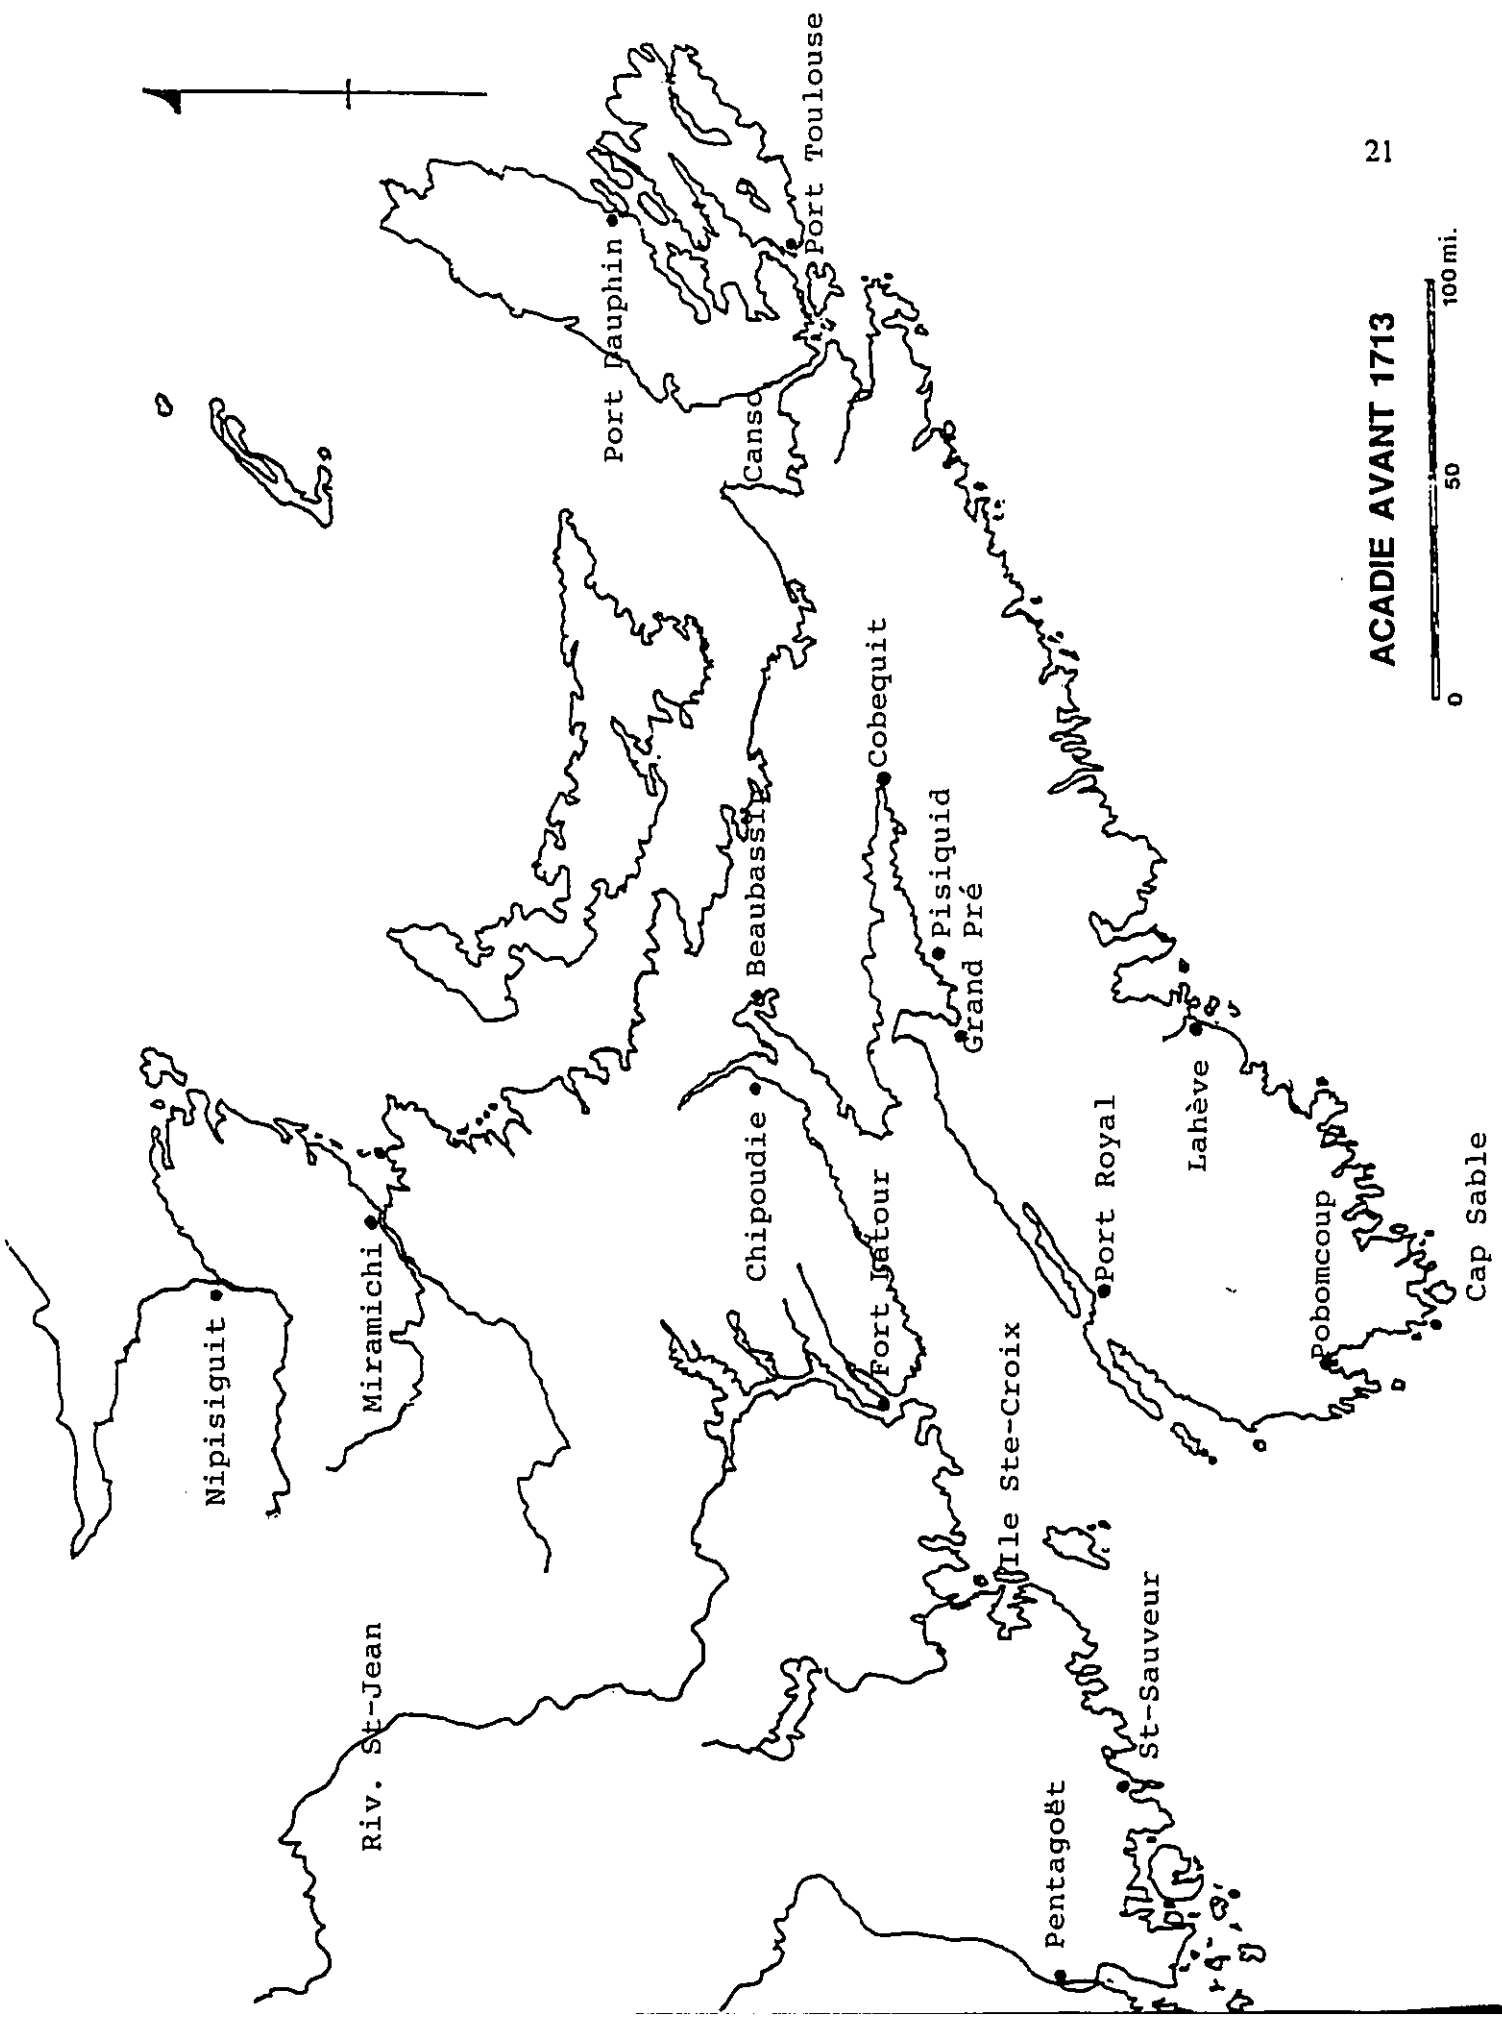 Nipisiguit
Miramichi
Riv. St-Jean
Port Dauphin
Port Toulouse
Canso
Beaubassin
Chipoudie
Cobequit
Pisiquid
Grand Pré
Fort Latour
Ile Ste-Croix
Port Royal
Lahève
St-Sauveur
Pentagoët
Pobomcoup
Cap Sable
ACADIE AVANT 1713
0 50 100 mi.
21